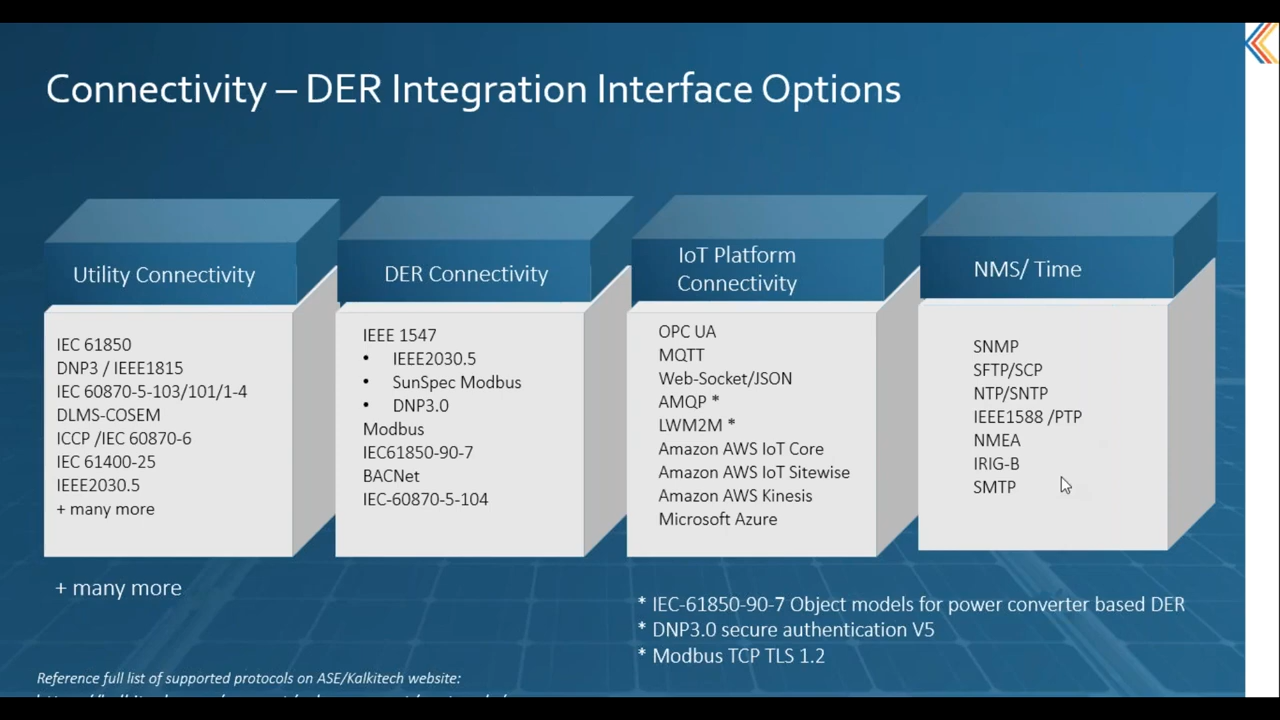 Connectivity – DER Integration Interface Options
Utility Connectivity
IEC 61850
DNP3 / IEEE1815
IEC 60870-5-103/101/1-4
DLMS-COSEM
ICCP /IEC 60870-6
IEC 61400-25
IEEE2030.5
+ many more
DER Connectivity
IEEE 1547
• IEEE2030.5
• SunSpec Modbus
• DNP3.0
Modbus
IEC61850-90-7
BACNet
IEC-60870-5-104
IoT Platform
Connectivity
OPC UA
MQTT
Web-Socket/JSON
AMQP *
LWM2M *
Amazon AWS IoT Core
Amazon AWS IoT Sitewise
Amazon AWS Kinesis
Microsoft Azure
NMS/ Time
SNMP
SFTP/SCP
NTP/SNTP
IEEE1588 /PTP
NMEA
IRIG-B
SMTP
+ many more
* IEC-61850-90-7 Object models for power converter based DER
* DNP3.0 secure authentication V5
* Modbus TCP TLS 1.2
Reference full list of supported protocols on ASE/Kalkitech website: